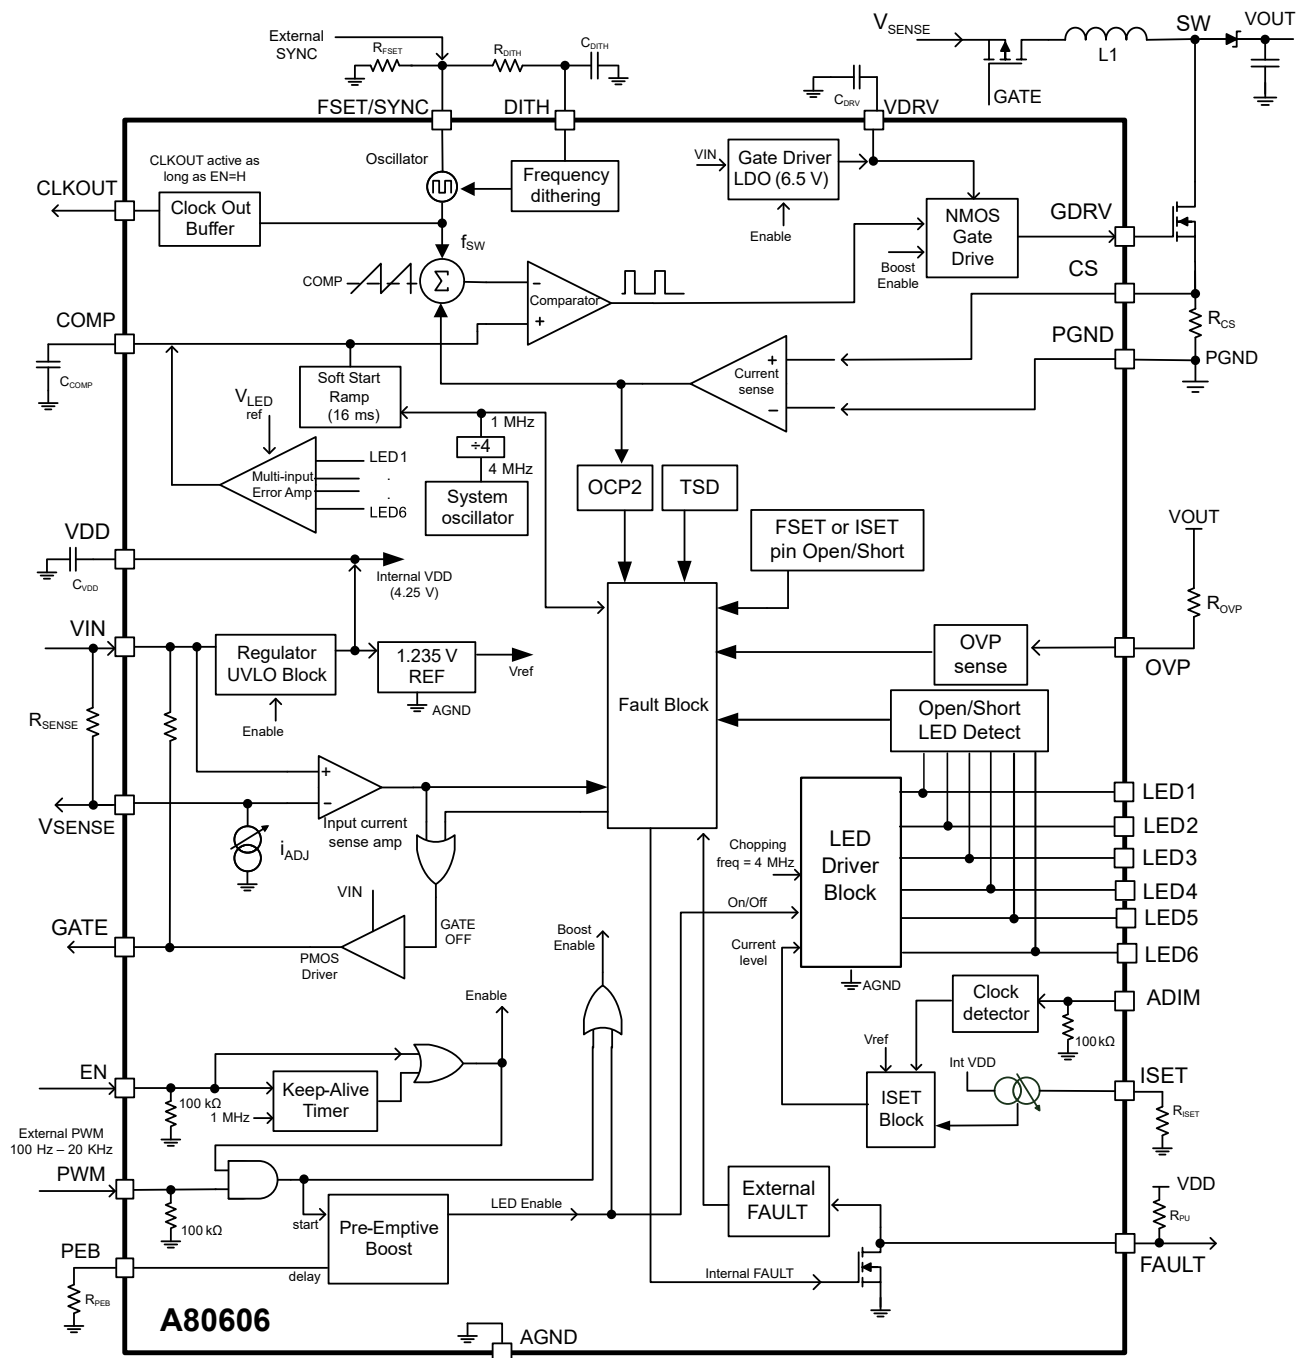 External
SYNC
RFSET
RDITH
CDITH
VSENSE
SW
VOUT
L1
GATE
CDRV
FSET/SYNC
DITH
VDRV
CLKOUT active as
long as EN=H
Oscillator
CLKOUT
Clock Out
Buffer
Frequency
dithering
VIN
Gate Driver
LDO (6.5 V)
Enable
NMOS
Gate
Drive
GDRV
Boost
Enable
fSW
COMP
Σ
−
Comparator
+
CS
RCS
COMP
CCOMP
Soft Start
Ramp
(16 ms)
+
Current
sense
−
PGND
PGND
VLED
ref
1 MHz
÷4
4 MHz
Multi-input
Error Amp
LED1
.
.
LED6
System
oscillator
OCP2
TSD
FSET or ISET
pin Open/Short
VOUT
ROVP
VDD
CVDD
Internal VDD
(4.25 V)
VIN
Regulator
UVLO Block
1.235 V
REF
Vref
AGND
Enable
RSENSE
Fault Block
OVP
sense
OVP
Open/Short
LED Detect
+
−
Input current
sense amp
VSENSE
iADJ
LED1
LED2
LED3
LED4
LED5
LED6
Chopping
freq = 4 MHz
LED
Driver
Block
On/Off
Current
level
AGND
VIN
GATE
PMOS
Driver
GATE
OFF
Boost
Enable
Enable
Clock
detector
ADIM
100 kΩ
Vref
Int VDD
ISET
Block
ISET
RISET
EN
100 kΩ
1 MHz
Keep-Alive
Timer
External PWM
100 Hz – 20 KHz
PWM
100 kΩ
start
Pre-Emptive
Boost
LED Enable
delay
External
FAULT
VDD
RPU
FAULT
Internal FAULT
PEB
RPEB
A80606
AGND